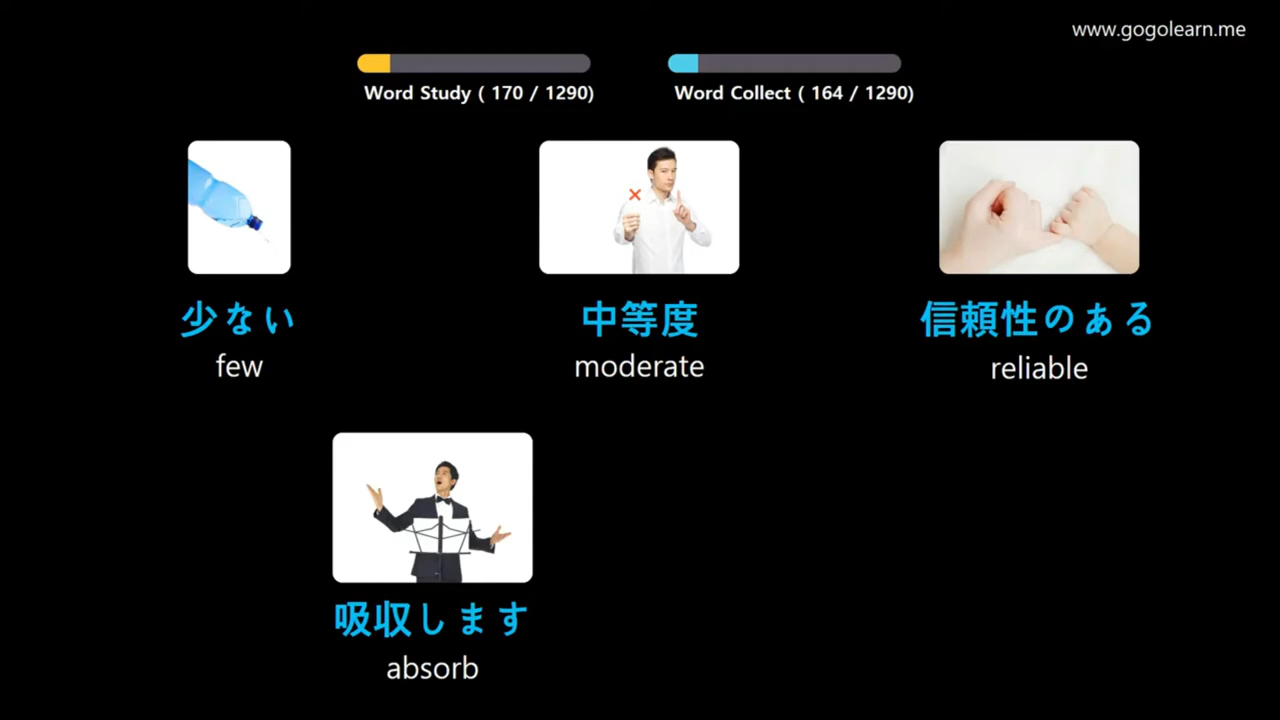 www.gogolearn.me
Word Study ( 170 / 1290)
Word Collect ( 164 / 1290)
少ない
few
中等度
moderate
信頼性のある
reliable
吸収します
absorb